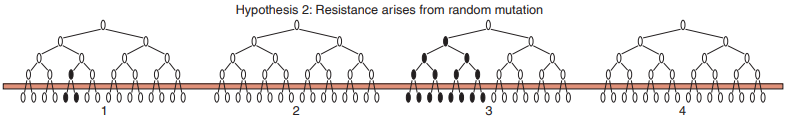 Hypothesis 2: Resistance arises from random mutation
1 2 3 4